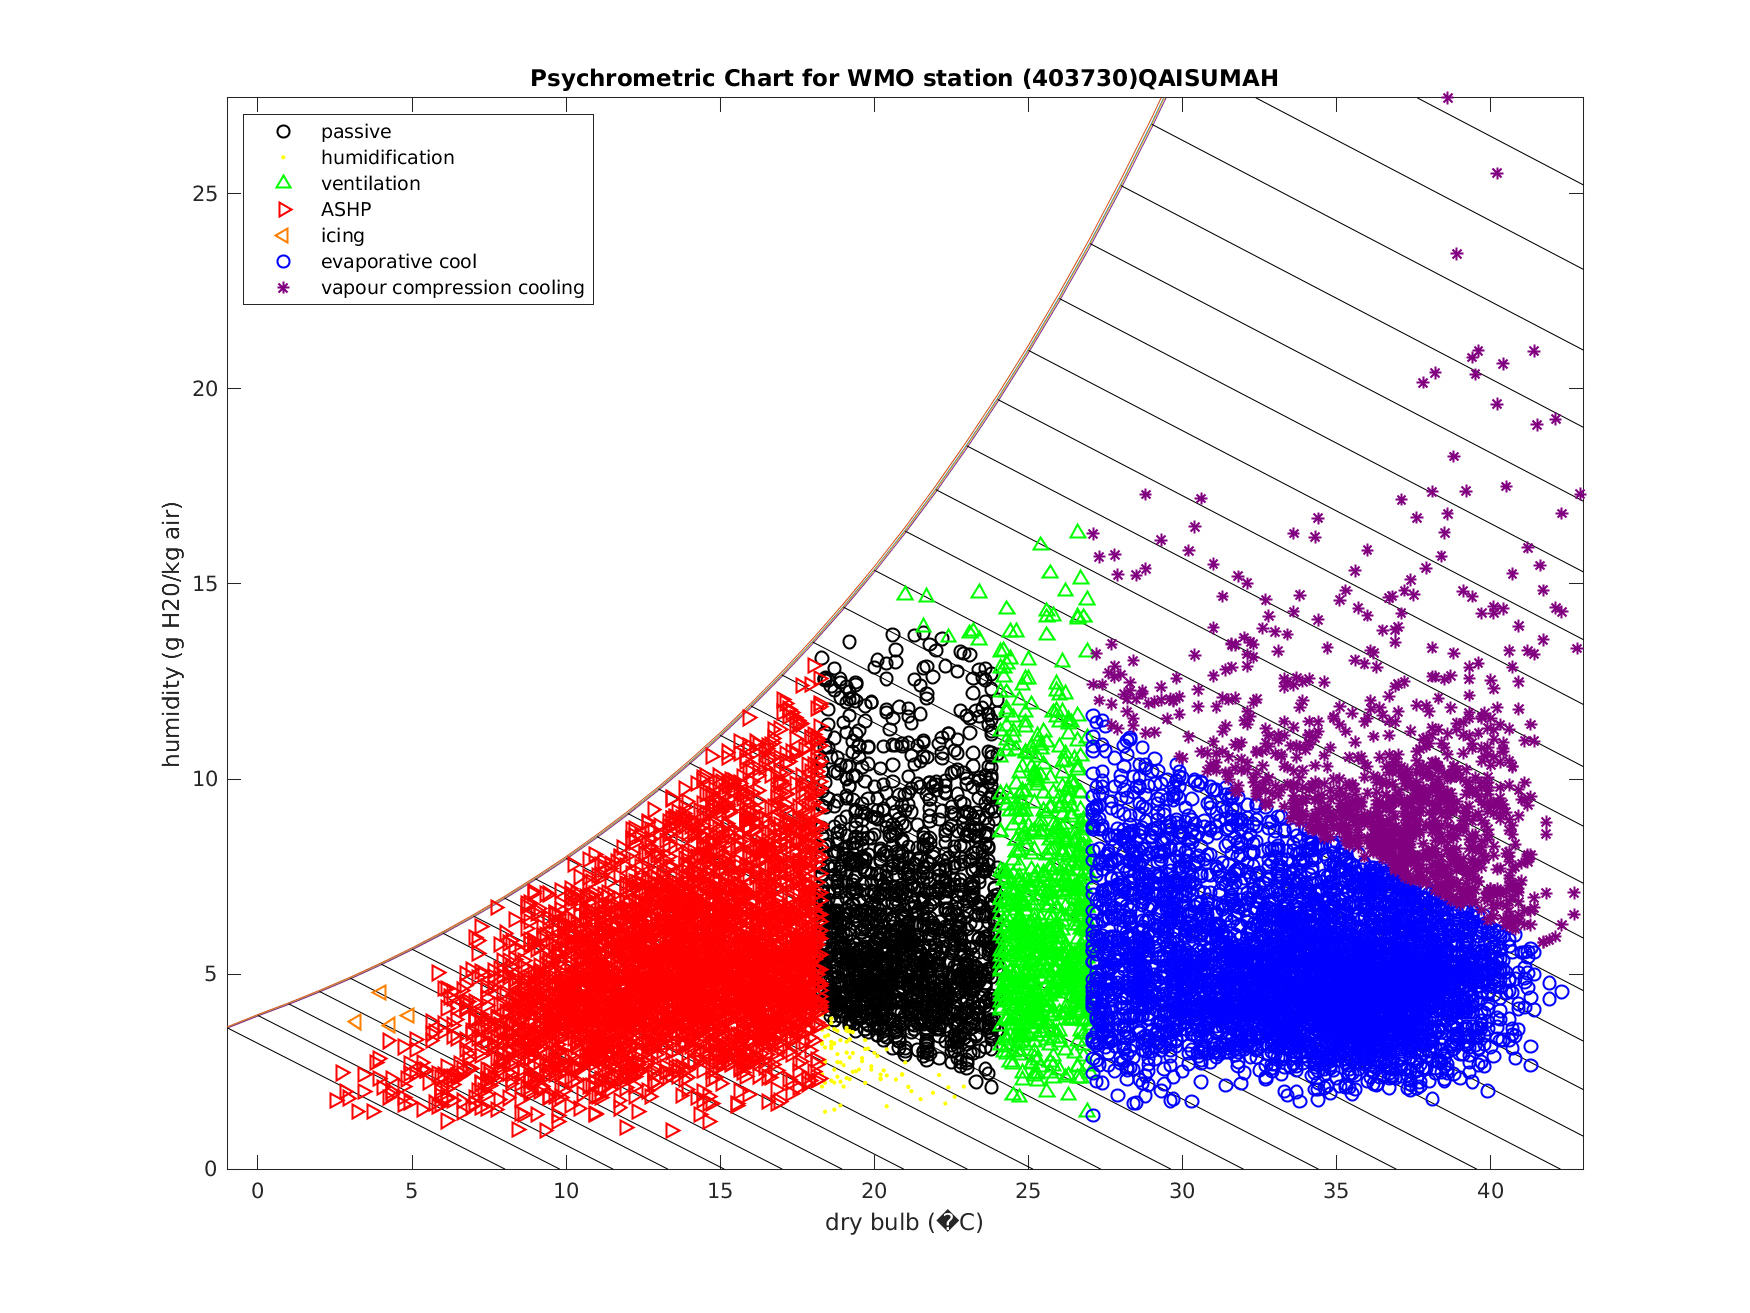 Psychrometric Chart for WMO station (403730)QAISUMAH
passive
humidification
ventilation
ASHP
icing
evaporative cool
vapour compression cooling
humidity (g H20/kg air)
25
20
15
10
5
0
0 5 10 15 20 25 30 35 40
dry bulb (�C)